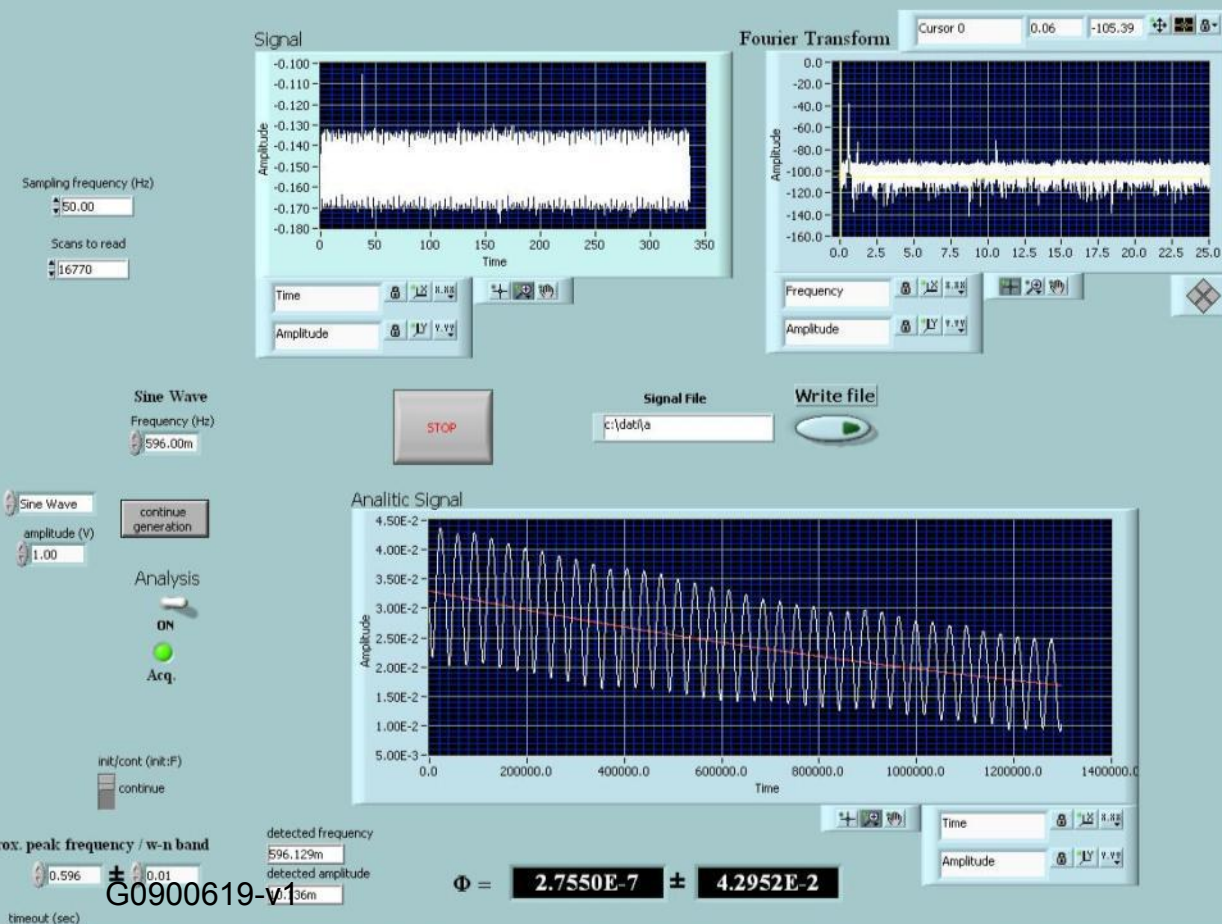 Cursor 0 0.06 -105.39
Signal
Fourier Transform
-0.100
-0.110
-0.120
-0.130
-0.140
-0.150
-0.160
-0.170
-0.180
Amplitude
0 50 100 150 200 250 300 350
Time
0.0
-20.0
-40.0
-60.0
-80.0
-100.0
-120.0
-140.0
-160.0
Amplitude
0.0 2.5 5.0 7.5 10.0 12.5 15.0 17.5 20.0 22.5 25.0
Frequency
Sampling frequency (Hz)
50.00
Scans to read
16770
Time
Amplitude
Amplitude
Sine Wave
Frequency (Hz)
596.00m
STOP
Signal File
c:\dati\a
Write file
Sine Wave
amplitude (V)
1.00
continue
generation
Analysis
ON
Acq.
Analitic Signal
4.50E-2
4.00E-2
3.50E-2
3.00E-2
2.50E-2
2.00E-2
1.50E-2
1.00E-2
5.00E-3
Amplitude
0.0 200000.0 400000.0 600000.0 800000.0 1000000.0 1200000.0 1400000.0
Time
Time
Amplitude
init/cont (init:F)
continue
peak frequency / w-n band
0.596 ± 0.01
detected frequency
596.129m
detected amplitude
Φ = 2.7550E-7 ± 4.2952E-2
G0900619-v1
timeout (sec)